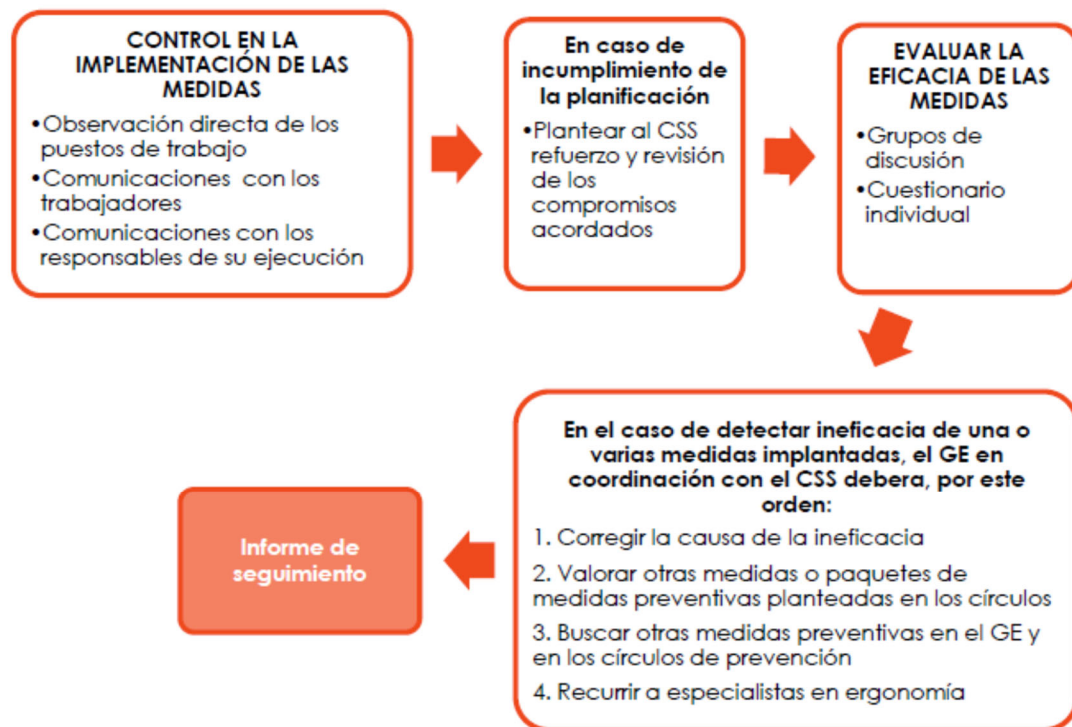 CONTROL EN LA
IMPLEMENTACIÓN DE LAS
MEDIDAS
•Observación directa de los
puestos de trabajo
•Comunicaciones con los
trabajadores
•Comunicaciones con los
responsables de su ejecución
En caso de
incumplimiento de
la planificación
•Plantear al CSS
refuerzo y revisión
de los
compromisos
acordados
EVALUAR LA
EFICACIA DE LAS
MEDIDAS
•Grupos de
discusión
•Cuestionario
individual
En el caso de detectar ineficacia de una o
varias medidas implantadas, el GE en
coordinación con el CSS debera, por este
orden:
1. Corregir la causa de la ineficacia
2. Valorar otras medidas o paquetes de
medidas preventivas planteadas en los círculos
3. Buscar otras medidas preventivas en el GE y
en los círculos de prevención
4. Recurrir a especialistas en ergonomía
Informe de
seguimiento